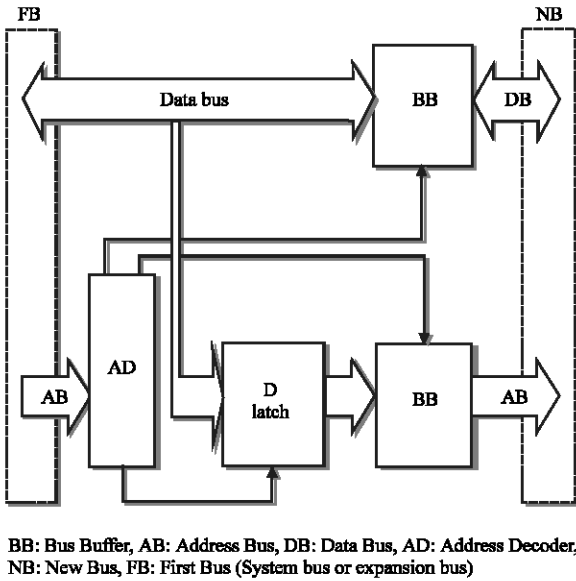 FB
NB
Data bus
BB
DB
AB
AD
D
latch
BB
AB
BB: Bus Buffer, AB: Address Bus, DB: Data Bus, AD: Address Decoder,
NB: New Bus, FB: First Bus (System bus or expansion bus)